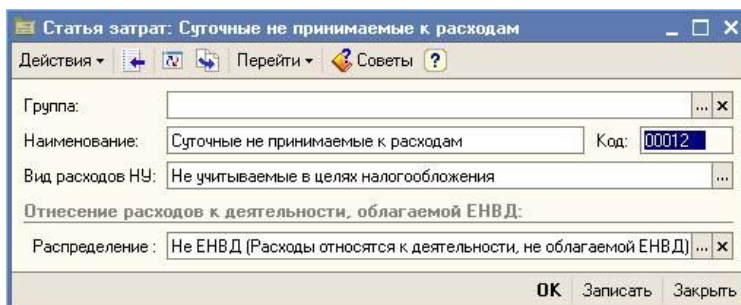 Статья затрат: Суточные не принимаемые к расходам
Действия Перейти Советы ?
Группа: ...
Наименование: Суточные не принимаемые к расходам Код: 00012
Вид расходов НУ: Не учитываемые в целях налогообложения ...
Отнесение расходов к деятельности, облагаемой ЕНВД:
Распределение : Не ЕНВД (Расходы относятся к деятельности, не облагаемой ЕНВД) ...
OK Записать Закрыть